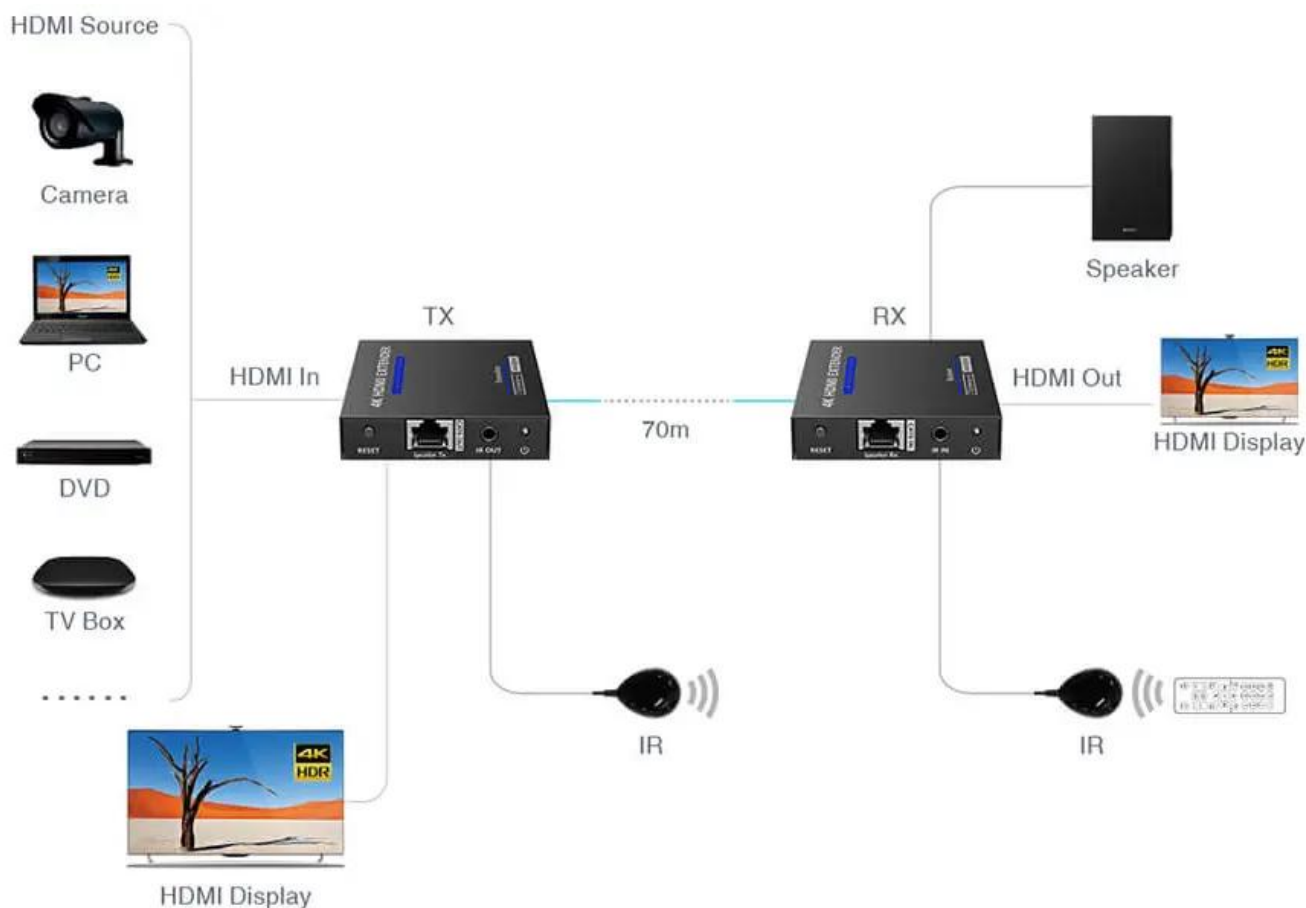 HDMI Source
Camera
PC
DVD
TV Box
HDMI In
TX
4K HDMI EXTENDER
RESET
IR OUT
70m
RX
4K HDMI EXTENDER
RESET
IR IN
Speaker
HDMI Out
4K
HDR
HDMI Display
IR
IR
4K
HDR
HDMI Display